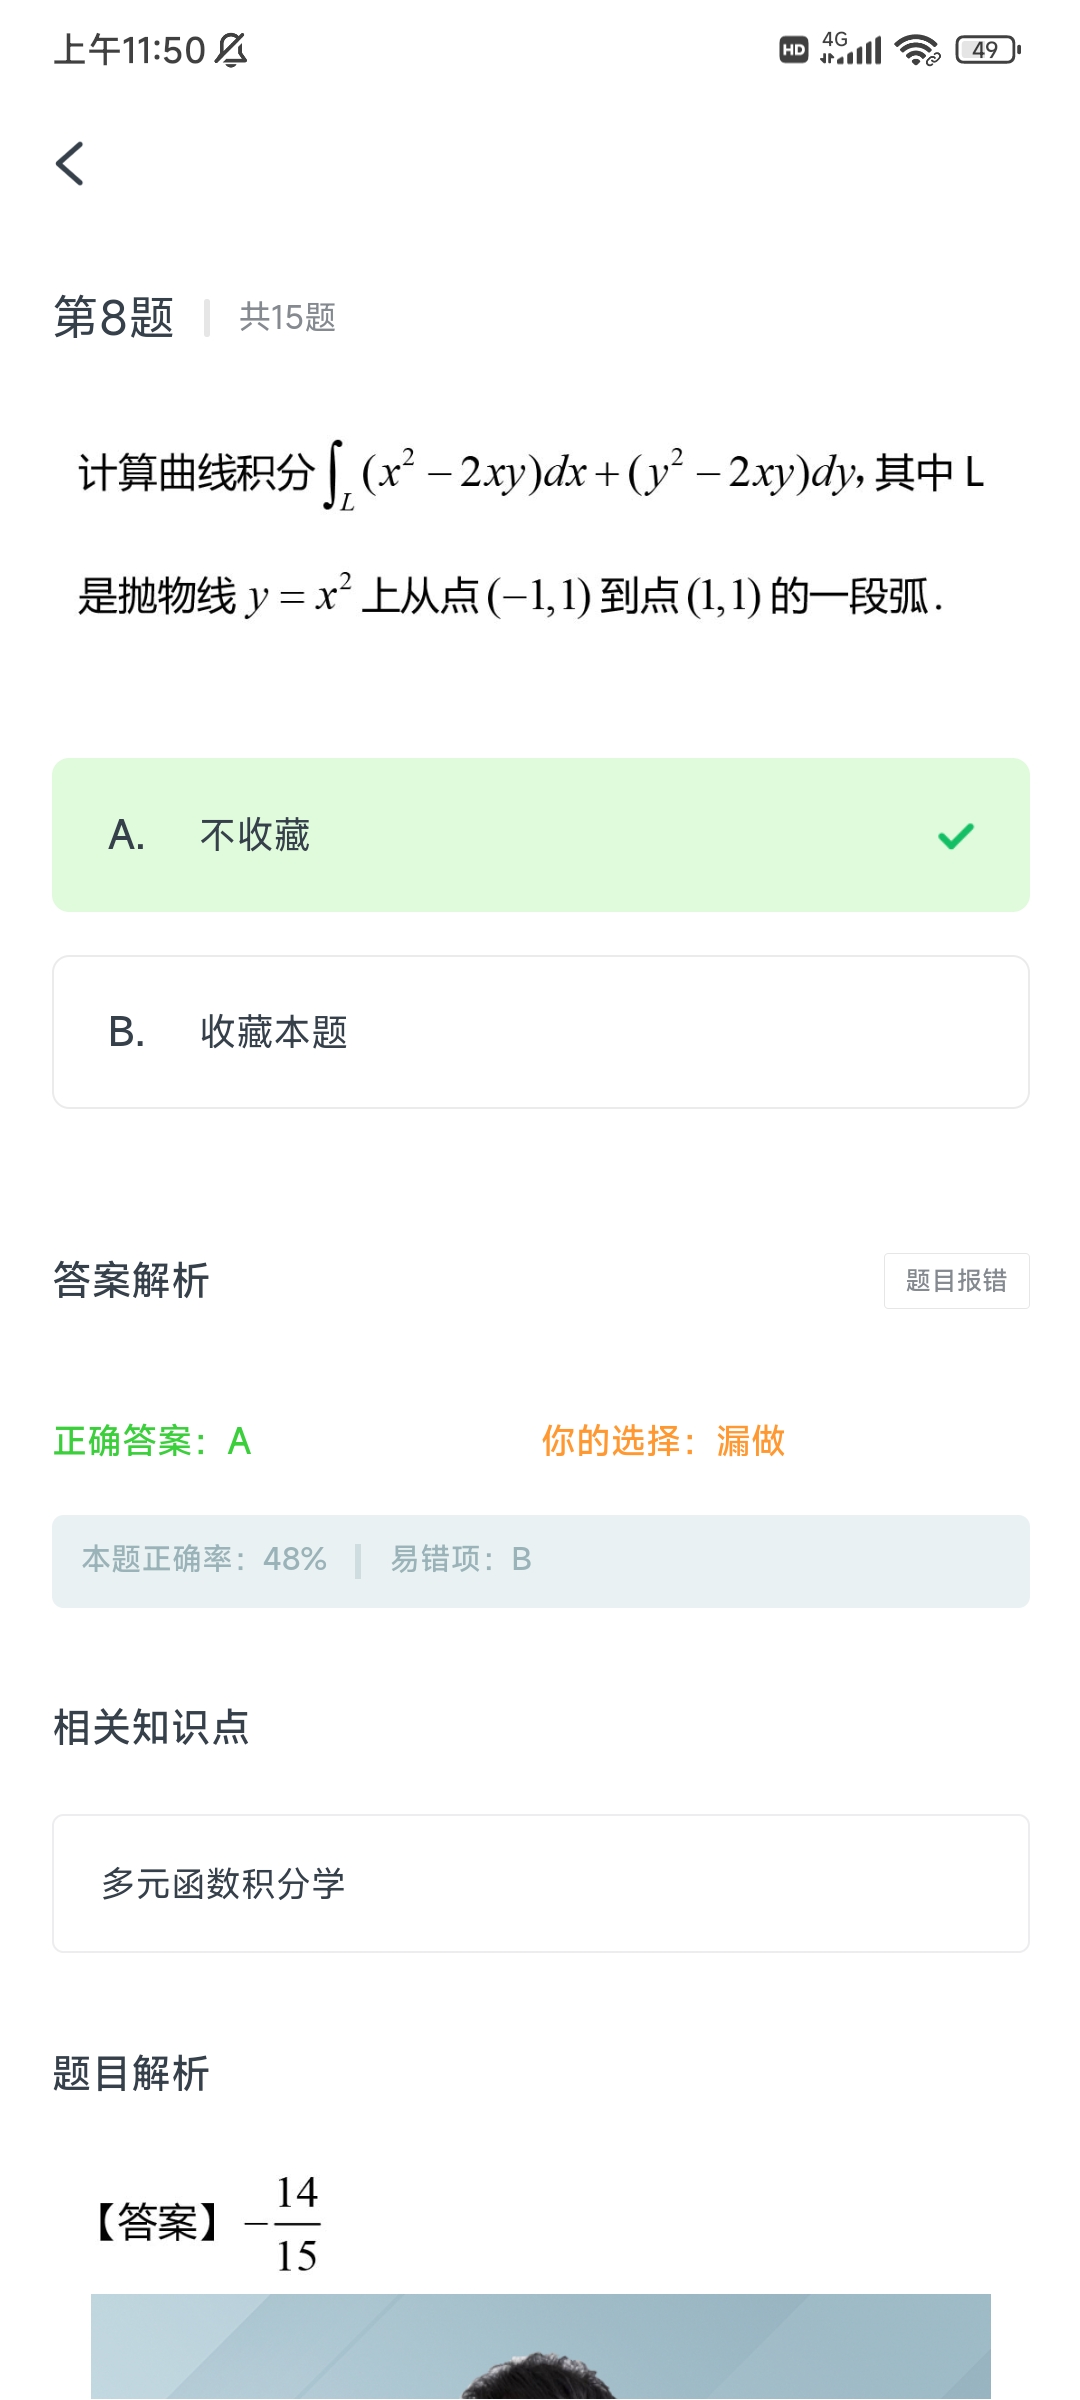 上午11:50
HD 4G 49
第8题 共15题
计算曲线积分∫_L (x² − 2xy)dx + (y² − 2xy)dy, 其中 L
是抛物线 y = x² 上从点 (−1,1) 到点 (1,1) 的一段弧.
A. 不收藏
B. 收藏本题
答案解析 题目报错
正确答案：A 你的选择：漏做
本题正确率：48% 易错项：B
相关知识点
多元函数积分学
题目解析
【答案】 −14/15